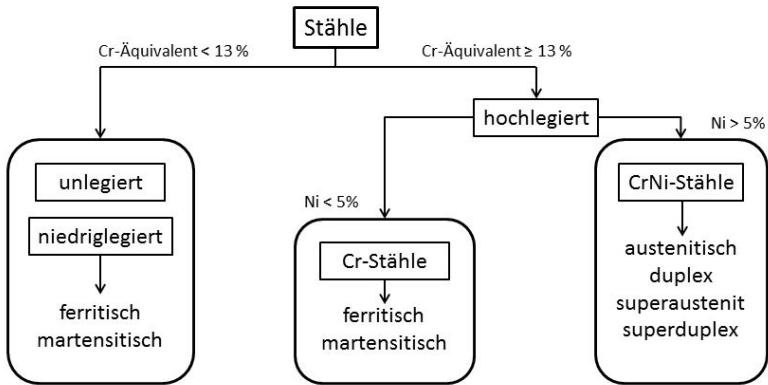 Stähle
Cr-Äquivalent < 13 %
Cr-Äquivalent ≥ 13 %
hochlegiert
Ni > 5%
Ni < 5%
unlegiert
niedriglegiert
ferritisch
martensitisch
Cr-Stähle
ferritisch
martensitisch
CrNi-Stähle
austenitisch
duplex
superaustenit
superduplex